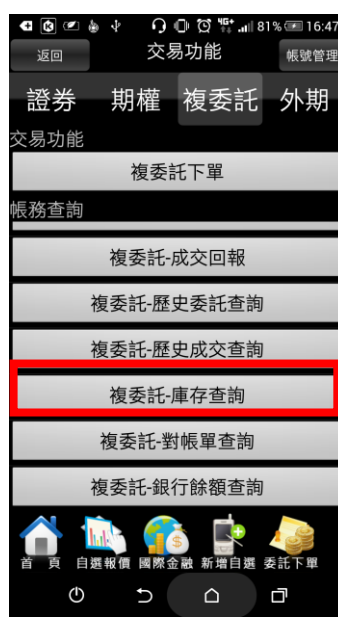 4G+ 81% 16:47
返回 交易功能 帳號管理
證券 期權 複委託 外期
交易功能
複委託下單
帳務查詢
複委託-成交回報
複委託-歷史委託查詢
複委託-歷史成交查詢
複委託-庫存查詢
複委託-對帳單查詢
複委託-銀行餘額查詢
首 頁 自選報價 國際金融 新增自選 委託下單